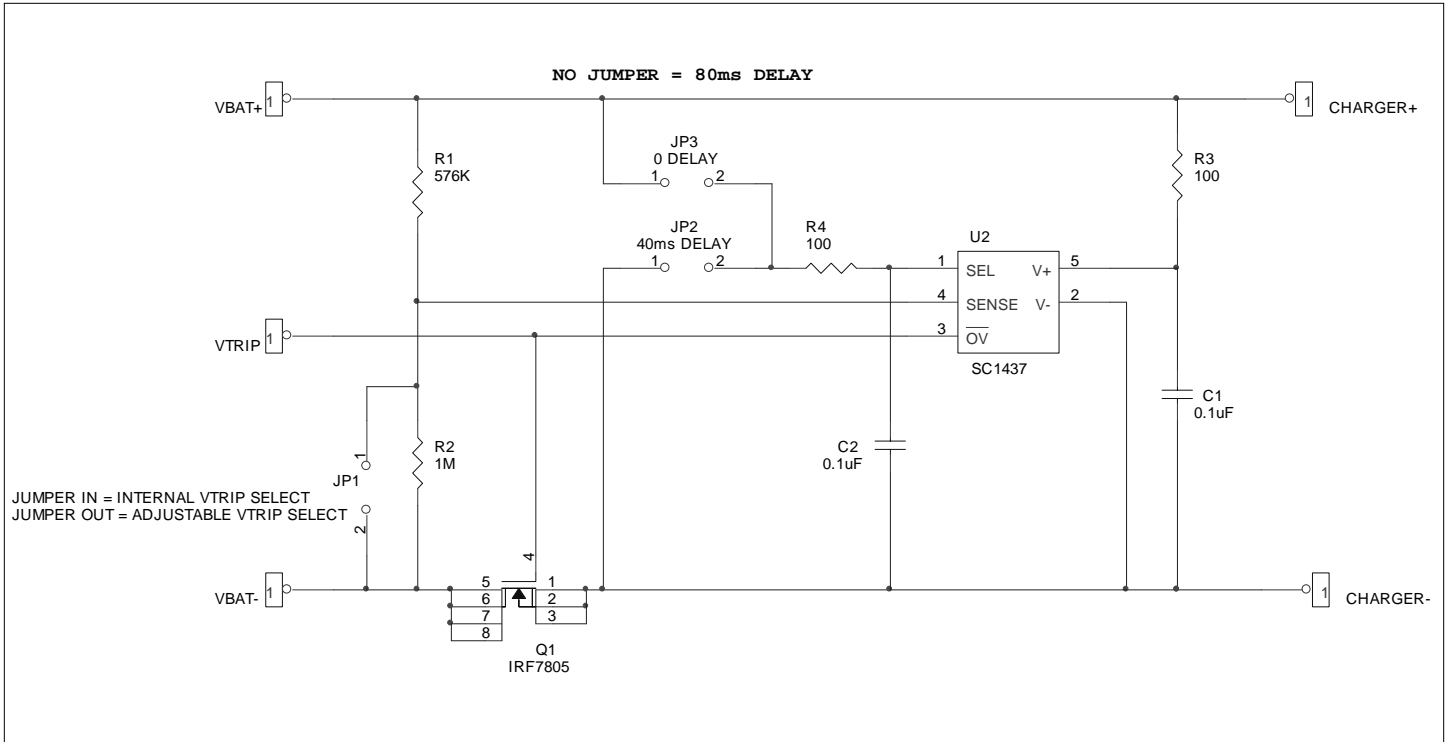 NO JUMPER = 80ms DELAY
VBAT+
1
1
CHARGER+
R1
576K
JP3
0 DELAY
1
2
R3
100
JP2
40ms DELAY
1
2
R4
100
U2
1
SEL
V+
5
4
SENSE
V-
2
3
OV
SC1437
VTRIP
1
C1
0.1uF
R2
1M
C2
0.1uF
1
JP1
2
JUMPER IN = INTERNAL VTRIP SELECT
JUMPER OUT = ADJUSTABLE VTRIP SELECT
4
VBAT-
1
5
1
6
2
7
3
8
1
CHARGER-
Q1
IRF7805